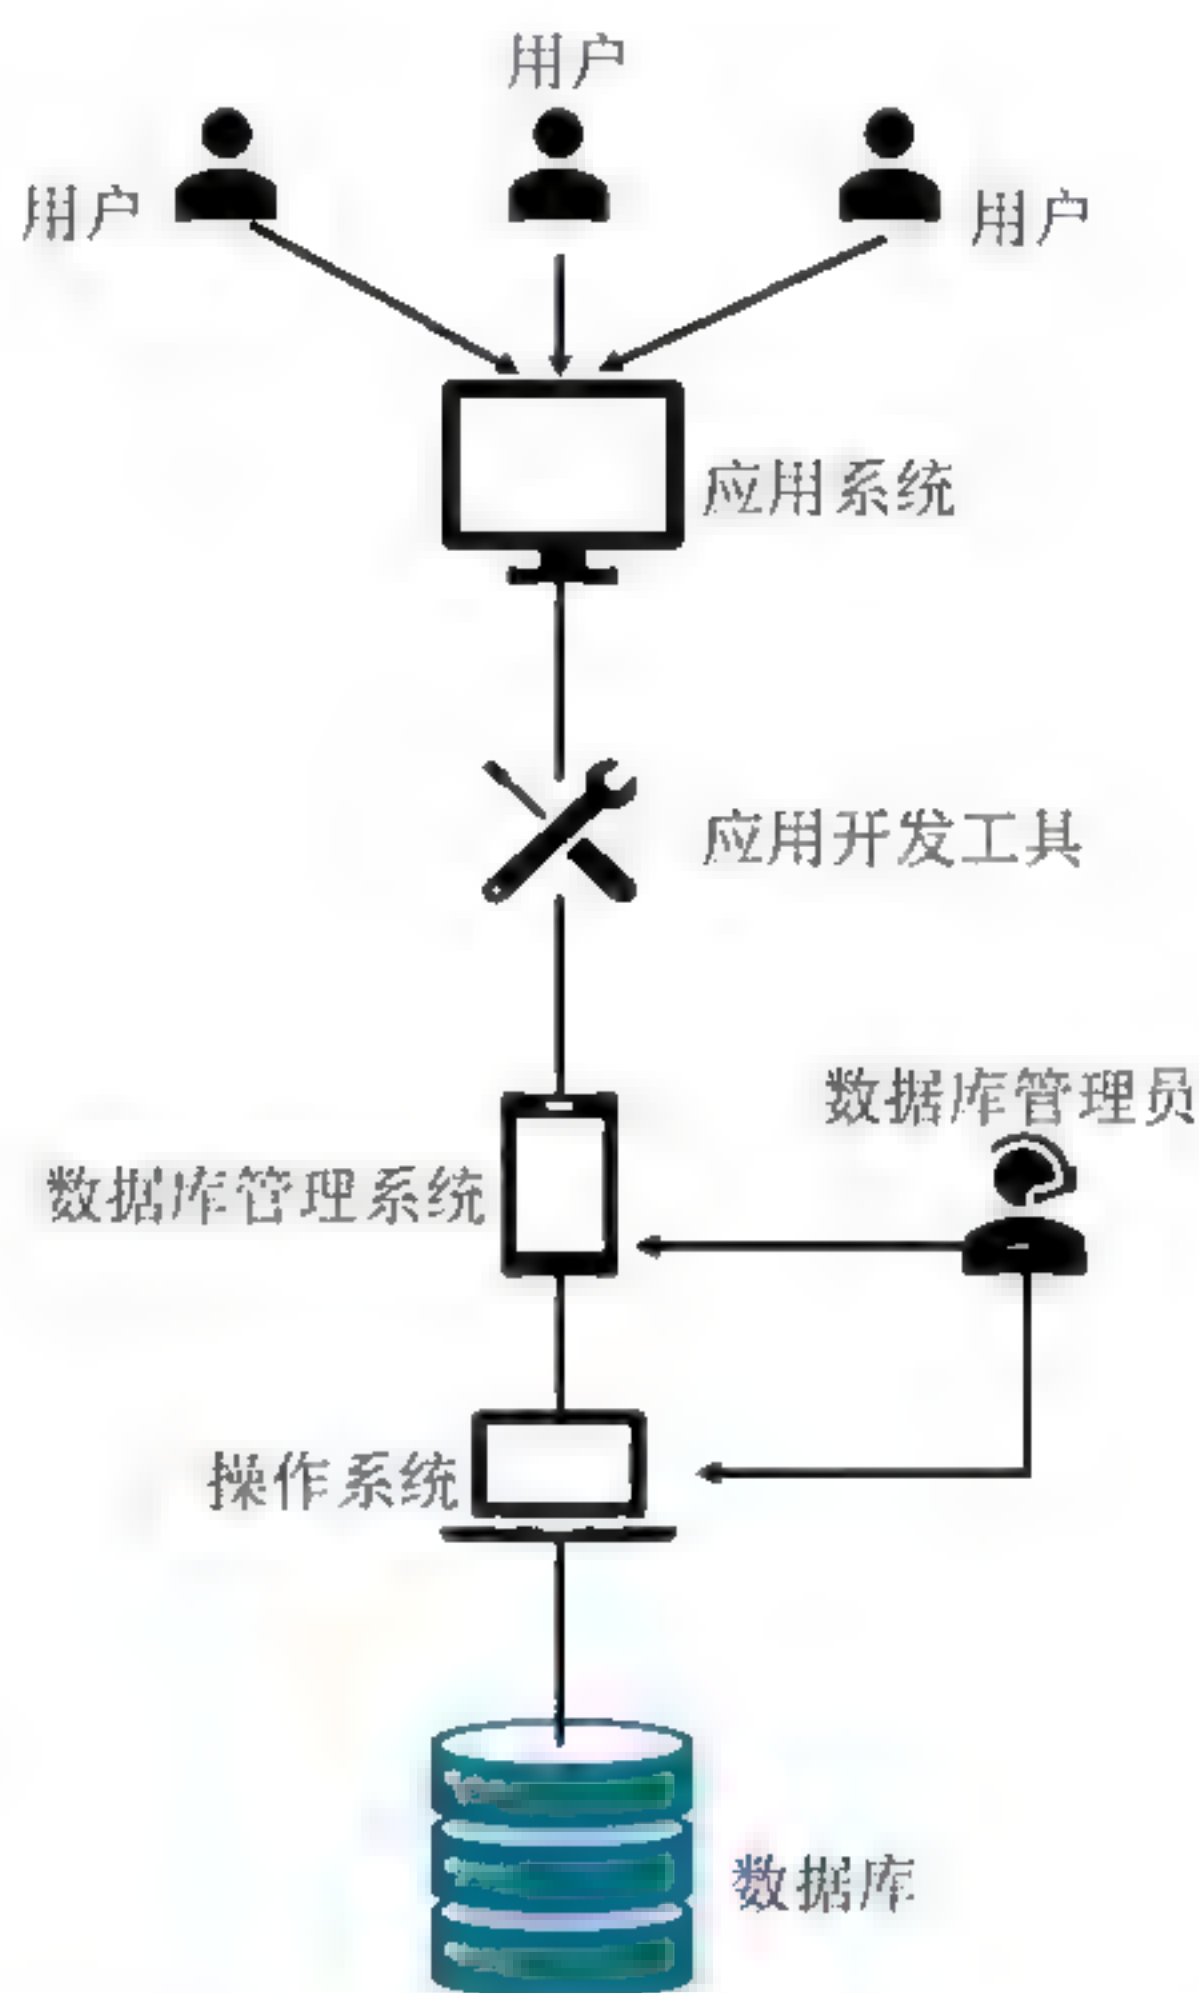 用户
用户
用户
应用系统
应用开发工具
数据库管理员
数据库管理系统
操作系统
数据库